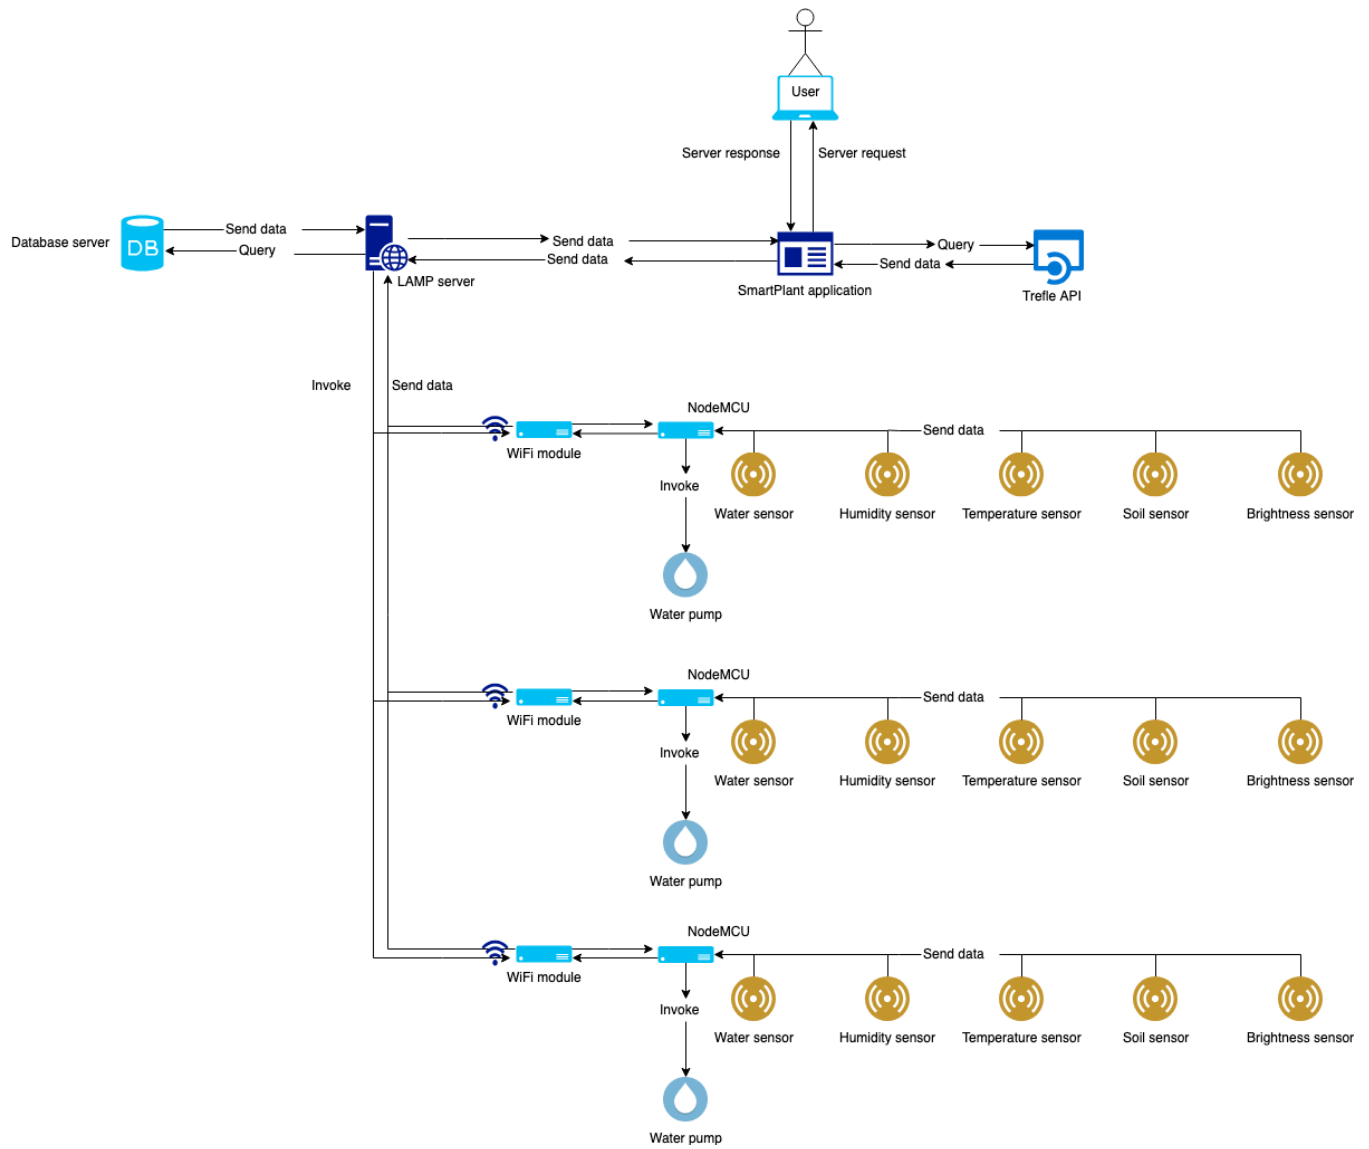 User
Server response
Server request
Database server
DB
Send data
Query
LAMP server
Send data
Send data
SmartPlant application
Query
Send data
Trefle API
Invoke
Send data
NodeMCU
WiFi module
Send data
Invoke
Water sensor
Humidity sensor
Temperature sensor
Soil sensor
Brightness sensor
Water pump
NodeMCU
WiFi module
Send data
Invoke
Water sensor
Humidity sensor
Temperature sensor
Soil sensor
Brightness sensor
Water pump
NodeMCU
WiFi module
Send data
Invoke
Water sensor
Humidity sensor
Temperature sensor
Soil sensor
Brightness sensor
Water pump